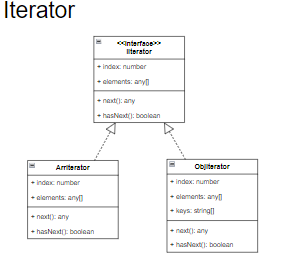 Iterator
<<Interface>>
Iterator
+ index: number
+ elements: any[]
+ next(): any
+ hasNext(): boolean
ArrIterator
+ index: number
+ elements: any[]
+ next(): any
+ hasNext(): boolean
ObjIterator
+ index: number
+ elements: any[]
+ keys: string[]
+ next(): any
+ hasNext(): boolean